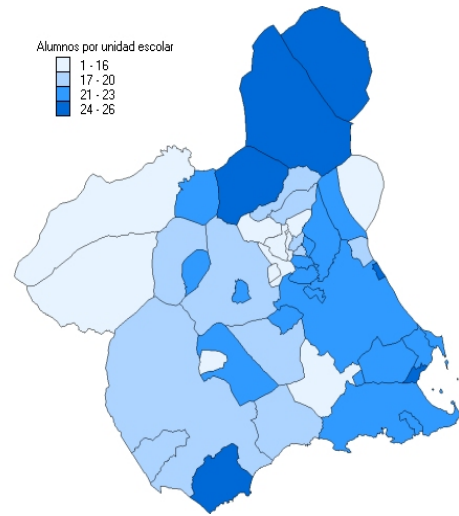 Alumnos por unidad escolar
1 - 16
17 - 20
21 - 23
24 - 26